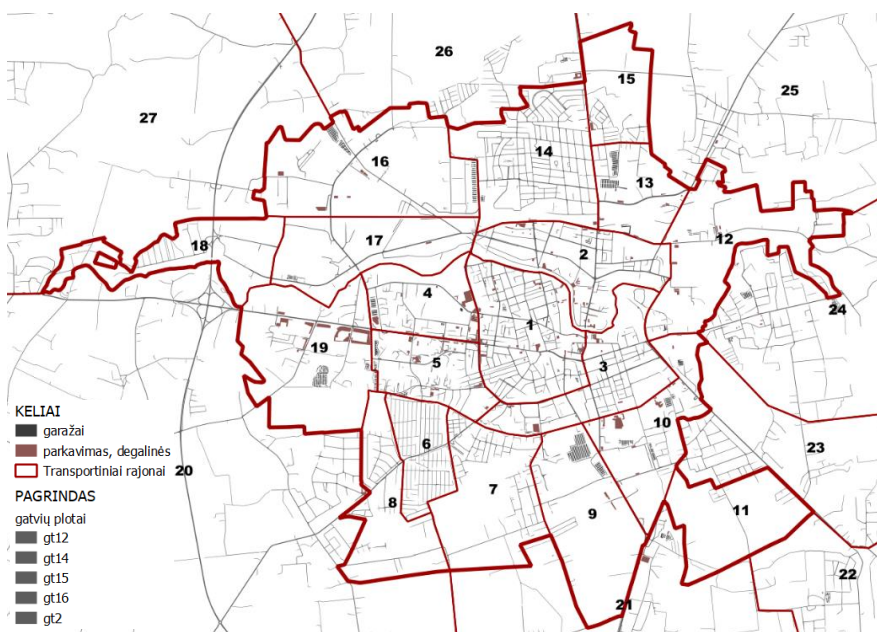 26
15
25
27
14
16
13
12
18
17
2
4
24
1
19
5
3
KELIAI
garažai
parkavimas, degalinės
Transportiniai rajonai
PAGRINDAS
gatvių plotai
gt12
gt14
gt15
gt16
gt2
10
6
20
23
7
8
9
11
22
21